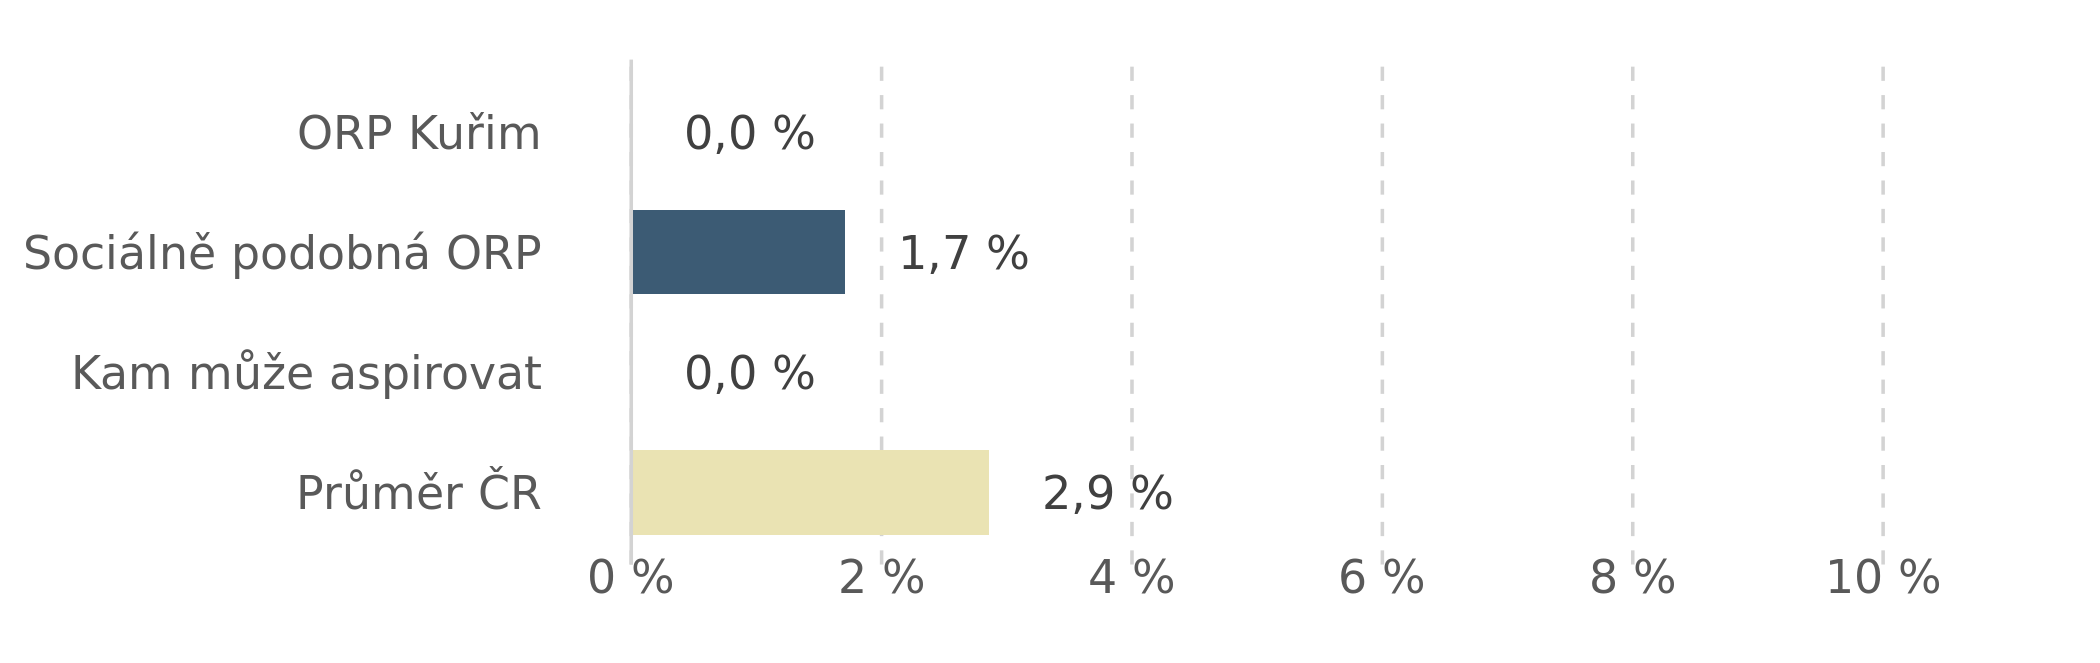 ORP Kuřim 0,0 %
Sociálně podobná ORP 1,7 %
Kam může aspirovat 0,0 %
Průměr ČR 2,9 %
0 % 2 % 4 % 6 % 8 % 10 %